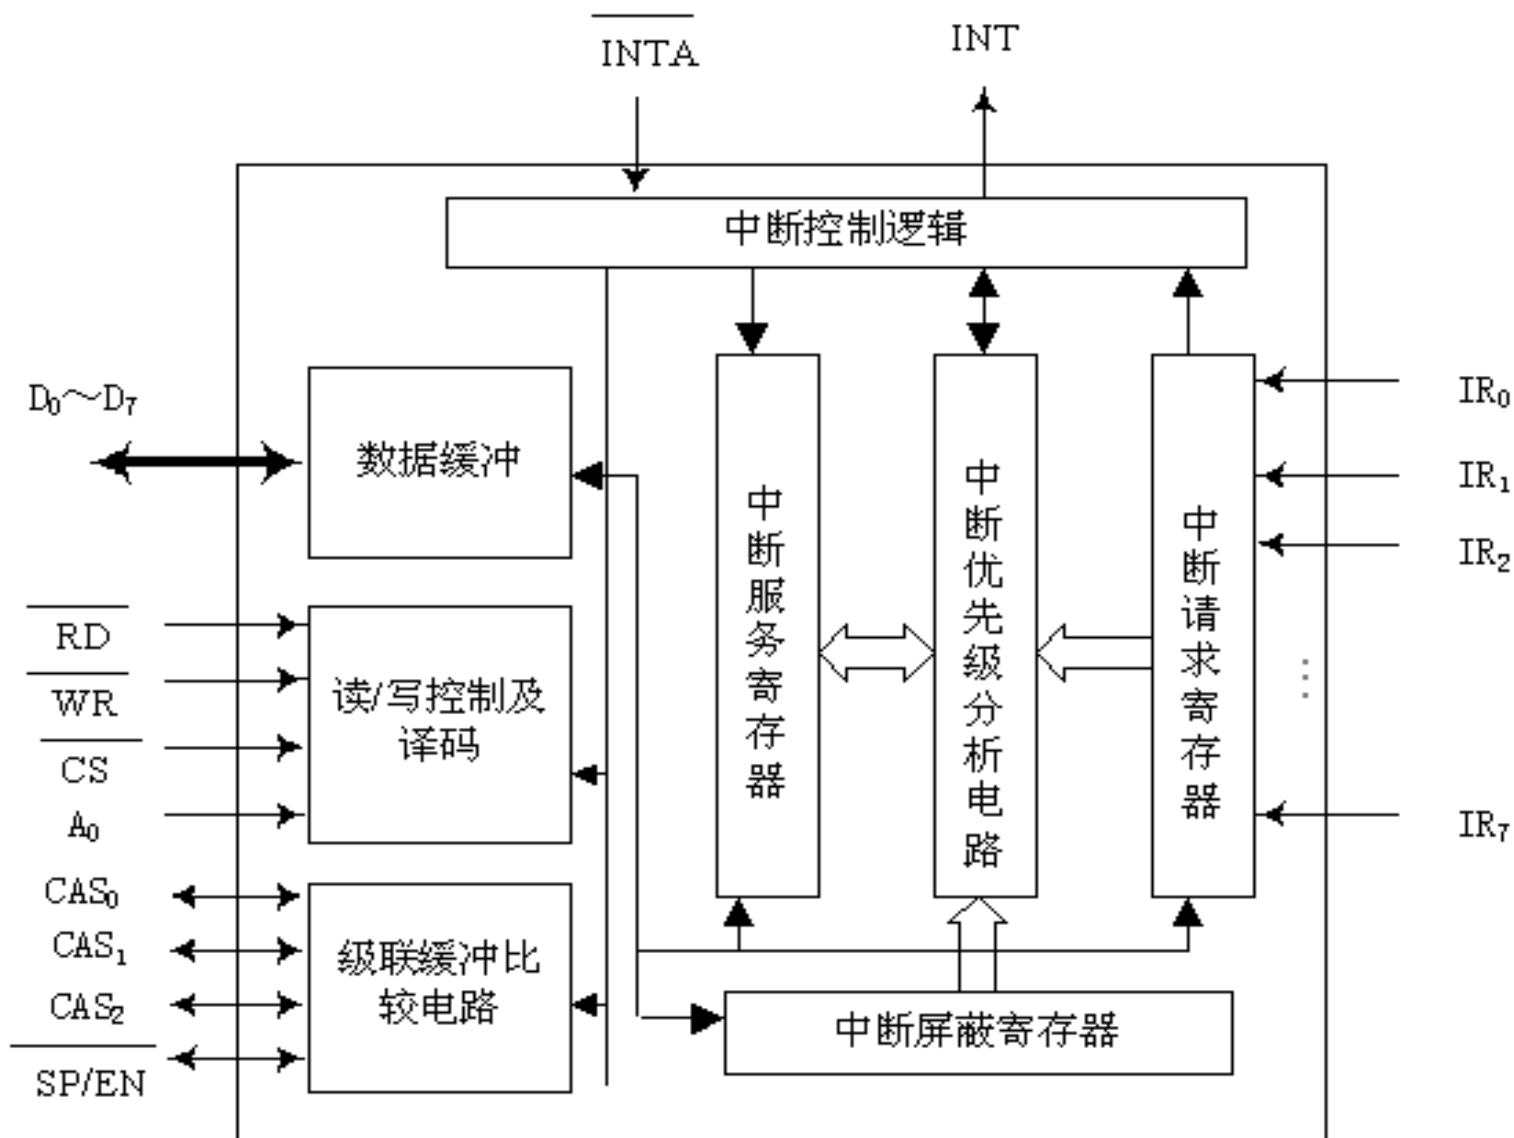 INTA
INT
中断控制逻辑
D₀～D₇
数据缓冲
RD
WR
CS
A₀
读/写控制及
译码
CAS₀
CAS₁
CAS₂
SP/EN
级联缓冲比
较电路
中断服务寄存器
中断优先级分析电路
中断请求寄存器
IR₀
IR₁
IR₂
⋮
IR₇
中断屏蔽寄存器